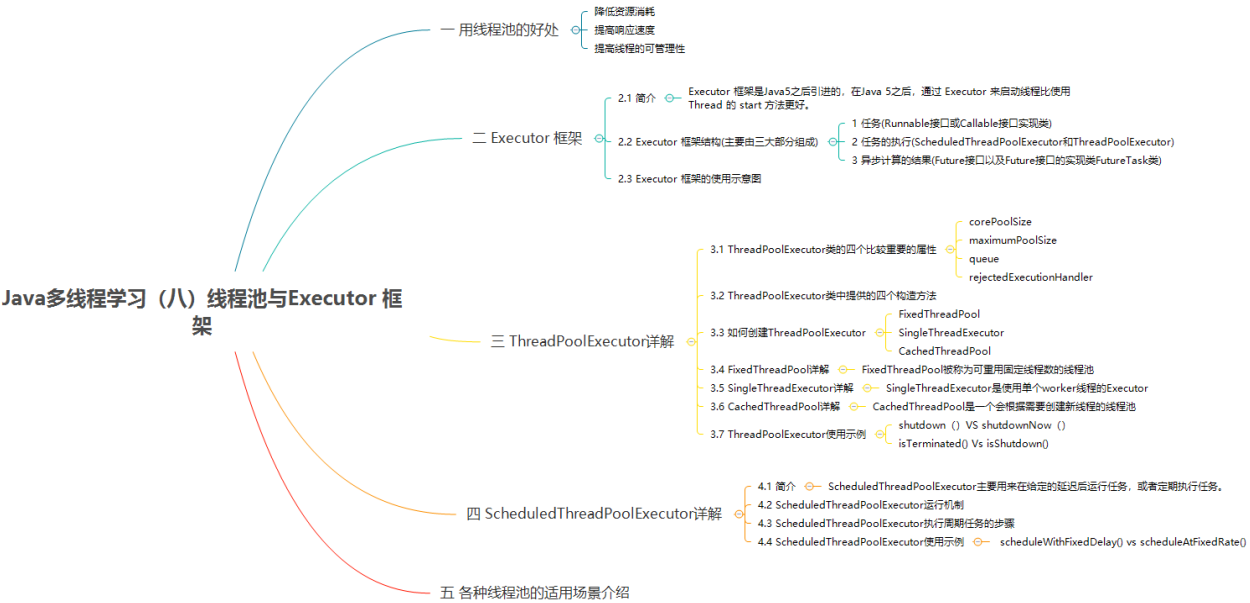 Java多线程学习（八）线程池与Executor 框
架
一 用线程池的好处
降低资源消耗
提高响应速度
提高线程的可管理性
二 Executor 框架
2.1 简介
Executor 框架是Java5之后引进的，在Java 5之后，通过 Executor 来启动线程比使用
Thread 的 start 方法更好。
2.2 Executor 框架结构(主要由三大部分组成)
1 任务(Runnable接口或Callable接口实现类)
2 任务的执行(ScheduledThreadPoolExecutor和ThreadPoolExecutor)
3 异步计算的结果(Future接口以及Future接口的实现类FutureTask类)
2.3 Executor 框架的使用示意图
三 ThreadPoolExecutor详解
3.1 ThreadPoolExecutor类的四个比较重要的属性
corePoolSize
maximumPoolSize
queue
rejectedExecutionHandler
3.2 ThreadPoolExecutor类中提供的四个构造方法
3.3 如何创建ThreadPoolExecutor
FixedThreadPool
SingleThreadExecutor
CachedThreadPool
3.4 FixedThreadPool详解
FixedThreadPool被称为可重用固定线程数的线程池
3.5 SingleThreadExecutor详解
SingleThreadExecutor是使用单个worker线程的Executor
3.6 CachedThreadPool详解
CachedThreadPool是一个会根据需要创建新线程的线程池
3.7 ThreadPoolExecutor使用示例
shutdown（）VS shutdownNow（）
isTerminated() Vs isShutdown()
四 ScheduledThreadPoolExecutor详解
4.1 简介
ScheduledThreadPoolExecutor主要用来在给定的延迟后运行任务，或者定期执行任务。
4.2 ScheduledThreadPoolExecutor运行机制
4.3 ScheduledThreadPoolExecutor执行周期任务的步骤
4.4 ScheduledThreadPoolExecutor使用示例
scheduleWithFixedDelay() vs scheduleAtFixedRate()
五 各种线程池的适用场景介绍